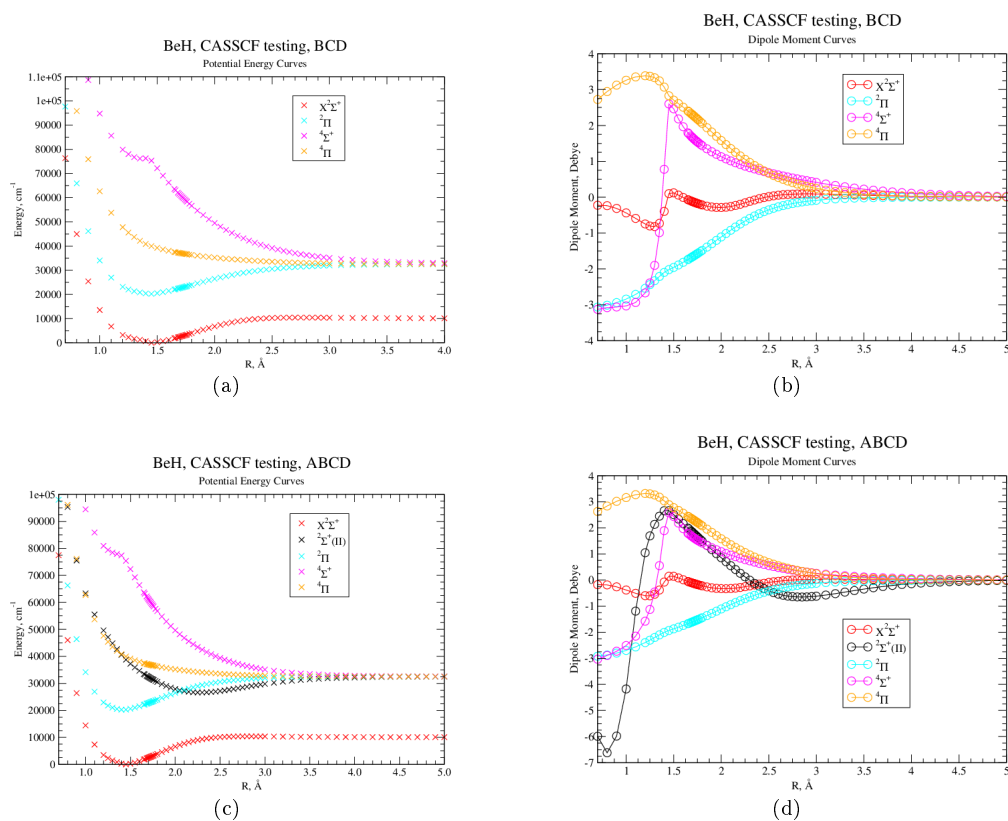 BeH, CASSCF testing, BCD
Potential Energy Curves
1.1e+05
1e+05
90000
80000
70000
60000
50000
40000
30000
20000
10000
0
Energy, cm⁻¹
X²Σ⁺
²Π
⁴Σ⁺
⁴Π
1.0 1.5 2.0 2.5 3.0 3.5 4.0
R, Å
(a)
BeH, CASSCF testing, BCD
Dipole Moment Curves
4
3
2
1
0
-1
-2
-3
-4
Dipole Moment, Debye
X²Σ⁺
²Π
⁴Σ⁺
⁴Π
1 1.5 2 2.5 3 3.5 4 4.5 5
R, Å
(b)
BeH, CASSCF testing, ABCD
Potential Energy Curves
1e+05
90000
80000
70000
60000
50000
40000
30000
20000
10000
0
Energy, cm⁻¹
X²Σ⁺
²Σ⁺(II)
²Π
⁴Σ⁺
⁴Π
1.0 1.5 2.0 2.5 3.0 3.5 4.0 4.5 5.0
R, Å
(c)
BeH, CASSCF testing, ABCD
Dipole Moment Curves
4
3
2
1
0
-1
-2
-3
-4
-5
-6
-7
Dipole Moment, Debye
X²Σ⁺
²Σ⁺(II)
²Π
⁴Σ⁺
⁴Π
1 1.5 2 2.5 3 3.5 4 4.5 5
R, Å
(d)